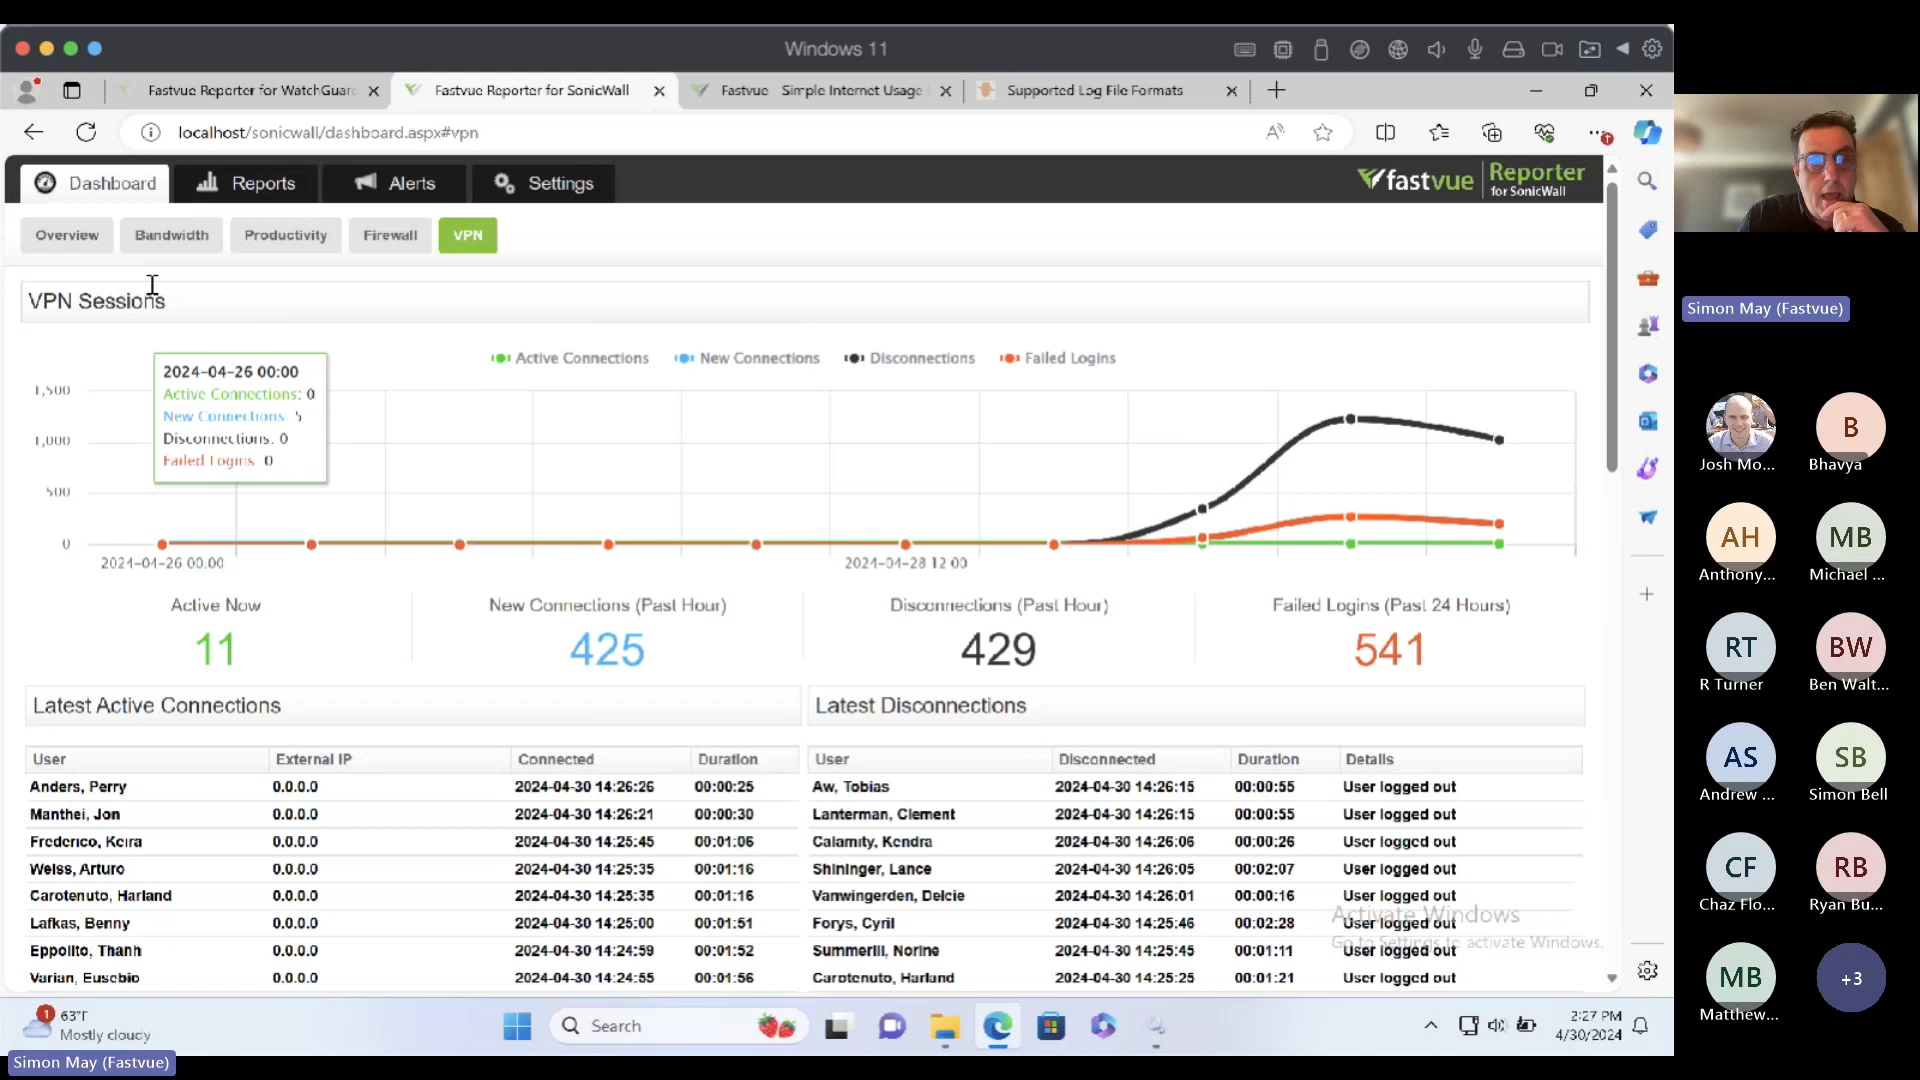 Windows 11
Fastvue Reporter for WatchGuar
Fastvue Reporter for SonicWall
Fastvue Simple Internet Usage
Supported Log File Formats
localhost/sonicwall/dashboard.aspx#vpn
Dashboard
Reports
Alerts
Settings
fastvue Reporter
for SonicWall
Overview
Bandwidth
Productivity
Firewall
VPN
VPN Sessions
Active Connections
New Connections
Disconnections
Failed Logins
2024-04-26 00:00
Active Connections: 0
New Connections 5
Disconnections: 0
Failed Logins 0
1,500
1,000
500
0
2024-04-26 00:00
2024-04-28 12 00
Active Now
11
New Connections (Past Hour)
425
Disconnections (Past Hour)
429
Failed Logins (Past 24 Hours)
541
Latest Active Connections
User External IP Connected Duration
Anders, Perry 0.0.0.0 2024-04-30 14:26:26 00:00:25
Manthei, Jon 0.0.0.0 2024-04-30 14:26:21 00:00:30
Frederico, Keira 0.0.0.0 2024-04-30 14:25:45 00:01:06
Weiss, Arturo 0.0.0.0 2024-04-30 14:25:35 00:01:16
Carotenuto, Harland 0.0.0.0 2024-04-30 14:25:35 00:01:16
Lafkas, Benny 0.0.0.0 2024-04-30 14:25:00 00:01:51
Eppolito, Thanh 0.0.0.0 2024-04-30 14:24:59 00:01:52
Varian, Eusebio 0.0.0.0 2024-04-30 14:24:55 00:01:56
Latest Disconnections
User Disconnected Duration Details
Aw, Tobias 2024-04-30 14:26:15 00:00:55 User logged out
Lanterman, Clement 2024-04-30 14:26:15 00:00:55 User logged out
Calamity, Kendra 2024-04-30 14:26:06 00:00:26 User logged out
Shininger, Lance 2024-04-30 14:26:05 00:02:07 User logged out
Vanwingerden, Delcie 2024-04-30 14:26:01 00:00:16 User logged out
Forys, Cyril 2024-04-30 14:25:46 00:02:28 User logged out
Summerill, Norine 2024-04-30 14:25:45 00:01:11 User logged out
Carotenuto, Harland 2024-04-30 14:25:25 00:01:21 User logged out
Activate Windows
Go to Settings to activate Windows.
1
63°F
Mostly cloudy
Search
2:27 PM
4/30/2024
Simon May (Fastvue)
Simon May (Fastvue)
Josh Mo...
B
Bhavya
AH
Anthony...
MB
Michael ...
RT
R Turner
BW
Ben Walt...
AS
Andrew ...
SB
Simon Bell
CF
Chaz Flo...
RB
Ryan Bu...
MB
Matthew...
+3